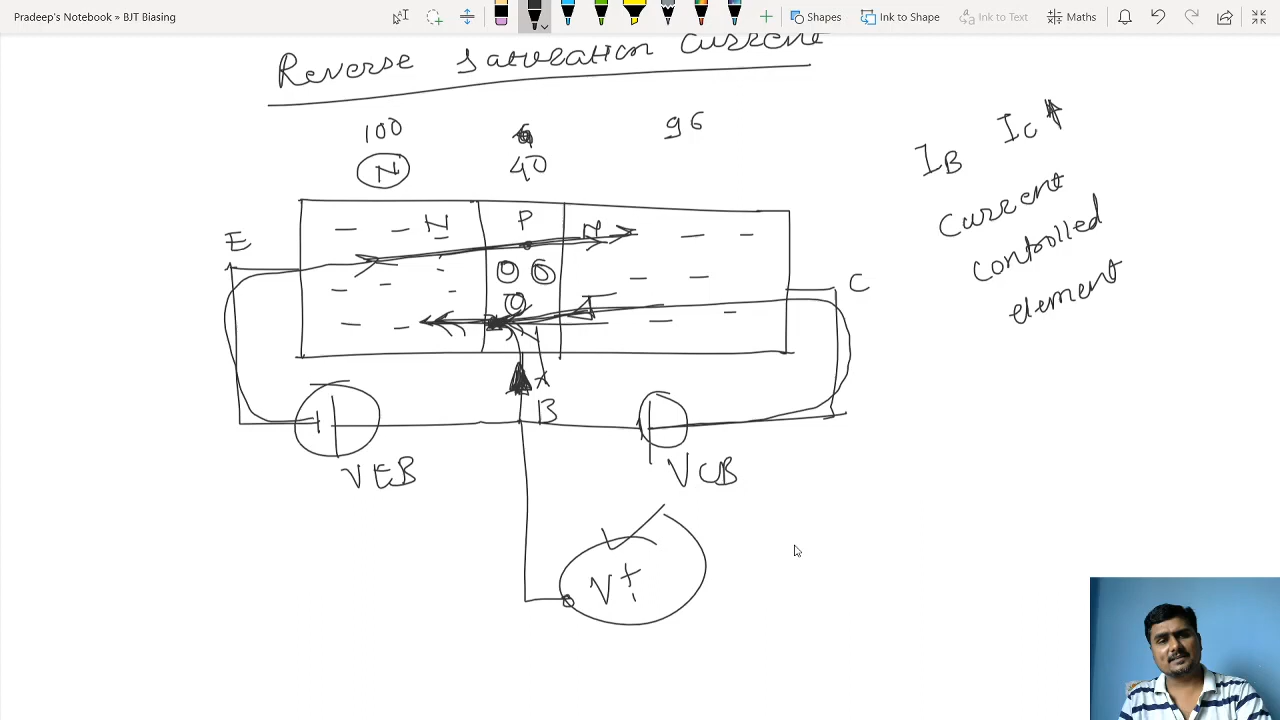 Pradeep's Notebook » BJT Biasing
Shapes
Ink to Shape
Ink to Text
Maths
Reverse saturation current
100
96
N
40
IB IC
current
controlled
element
N P N
E
C
B
VEB
VCB
V+